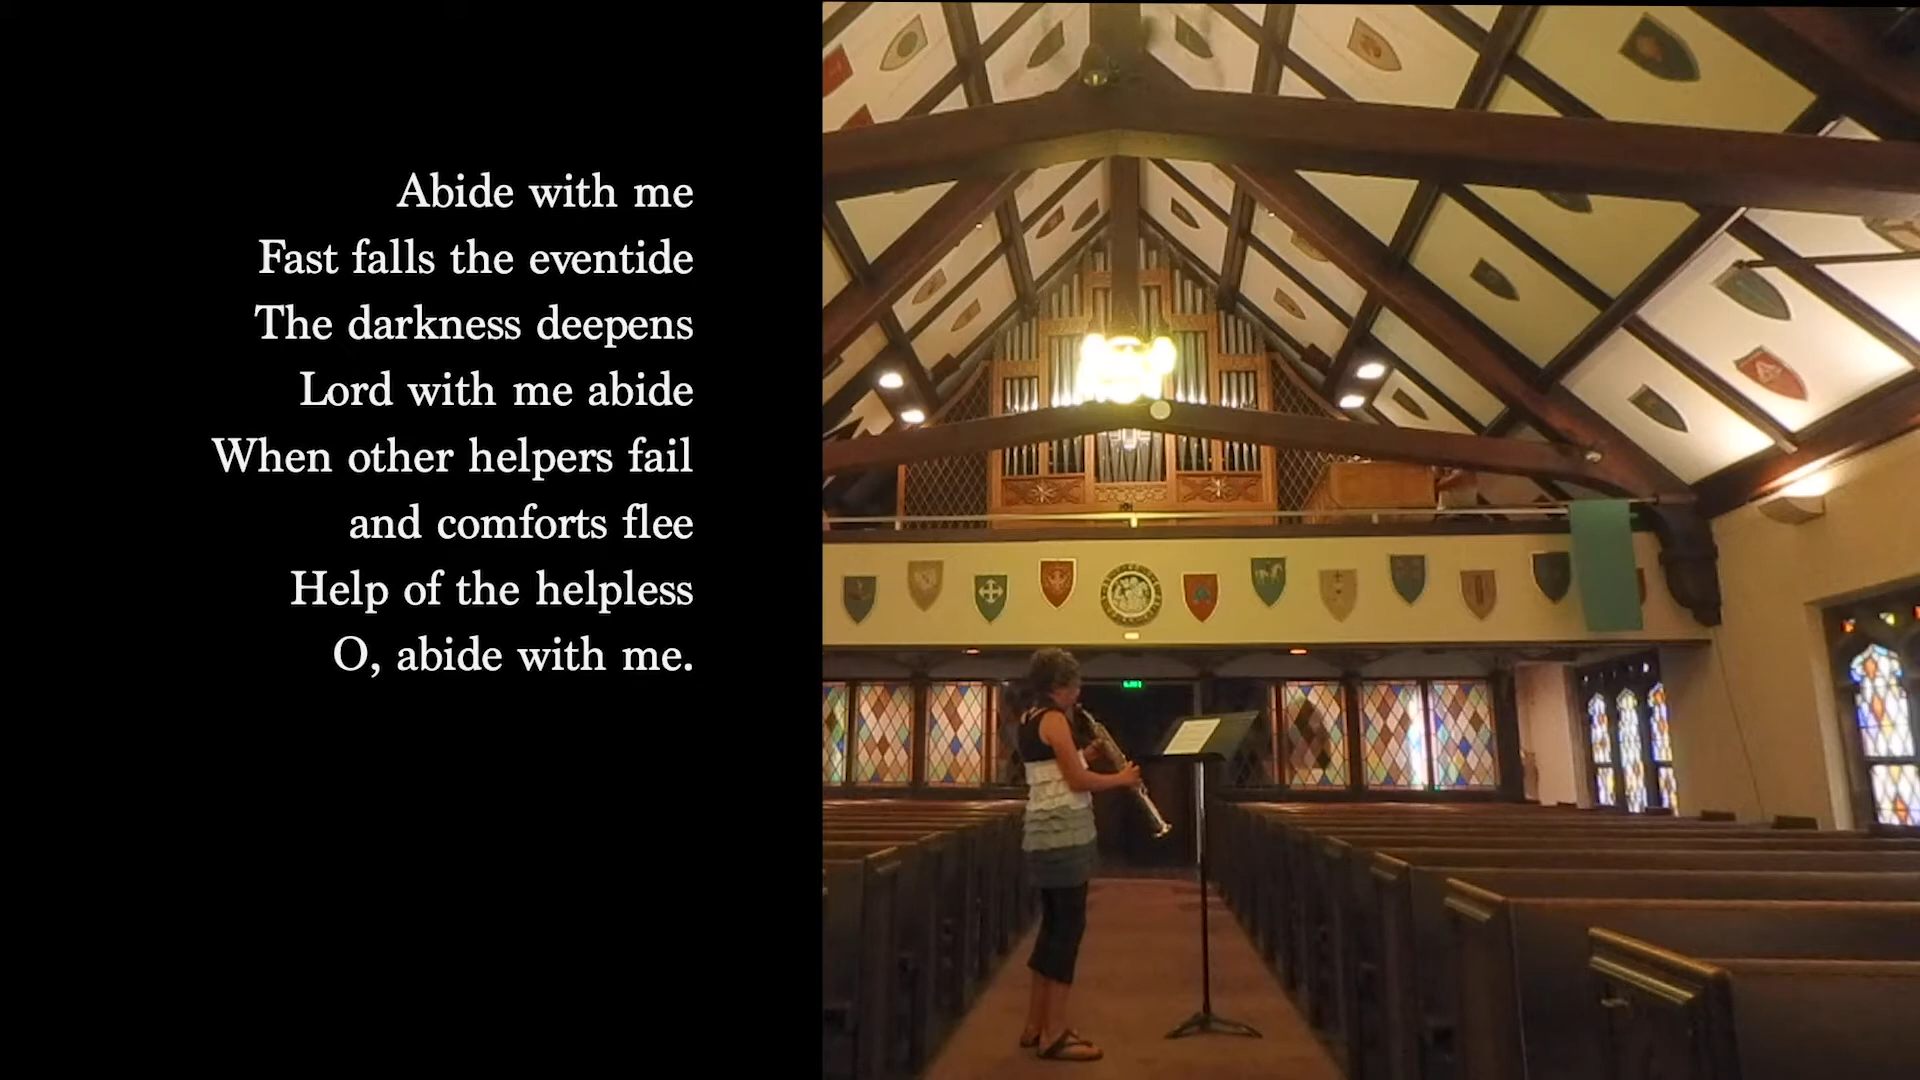 Abide with me
Fast falls the eventide
The darkness deepens
Lord with me abide
When other helpers fail
and comforts flee
Help of the helpless
O, abide with me.